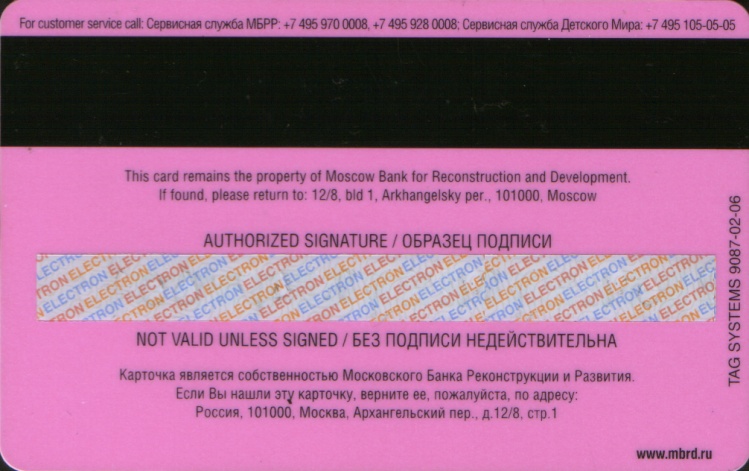 For customer service call: Сервисная служба МБРР: +7 495 970 0008, +7 495 928 0008; Сервисная служба Детского Мира: +7 495 105-05-05
This card remains the property of Moscow Bank for Reconstruction and Development.
If found, please return to: 12/8, bld 1, Arkhangelsky per., 101000, Moscow
AUTHORIZED SIGNATURE / ОБРАЗЕЦ ПОДПИСИ
ELECTRON ELECTRON ELECTRON ELECTRON ELECTRON ELECTRON
NOT VALID UNLESS SIGNED / БЕЗ ПОДПИСИ НЕДЕЙСТВИТЕЛЬНА
Карточка является собственностью Московского Банка Реконструкции и Развития.
Если Вы нашли эту карточку, верните ее, пожалуйста, по адресу:
Россия, 101000, Москва, Архангельский пер., д.12/8, стр.1
www.mbrd.ru
TAG SYSTEMS 9087-02-06